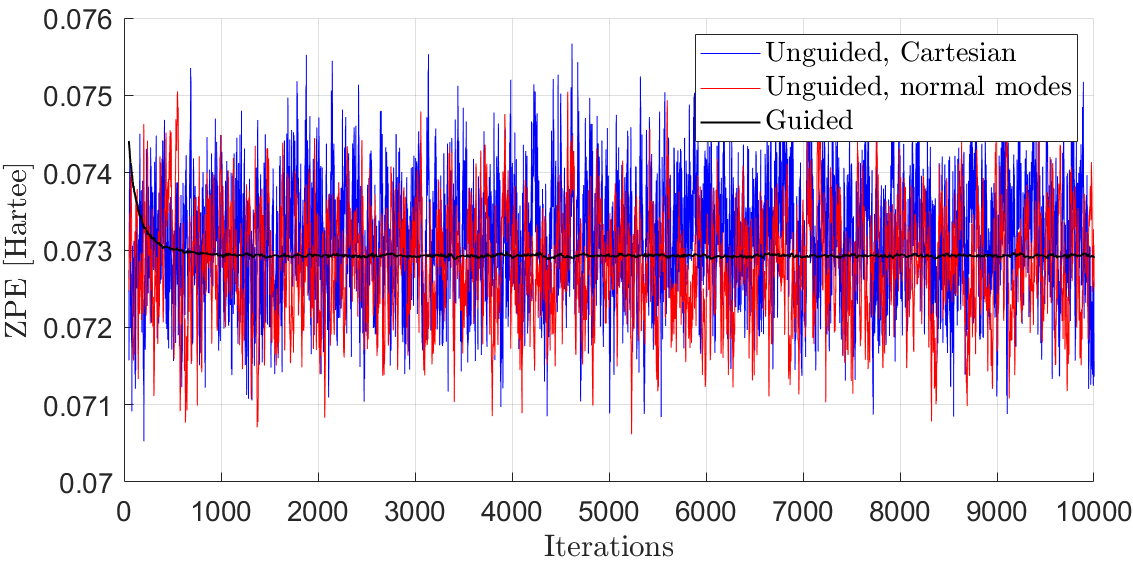 0.076
0.075
0.074
0.073
0.072
0.071
0.07
ZPE [Hartee]
Unguided, Cartesian
Unguided, normal modes
Guided
0 1000 2000 3000 4000 5000 6000 7000 8000 9000 10000
Iterations